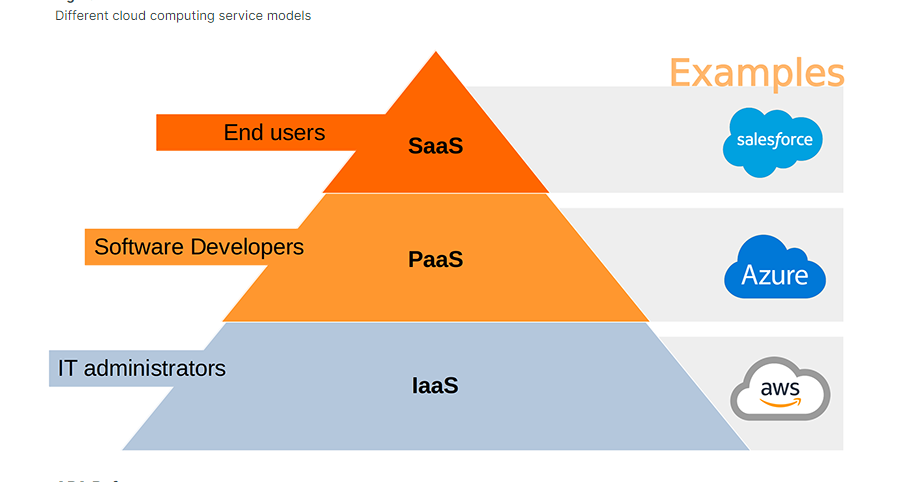 Different cloud computing service models
Examples
End users
SaaS
salesforce
Software Developers
PaaS
Azure
IT administrators
IaaS
aws